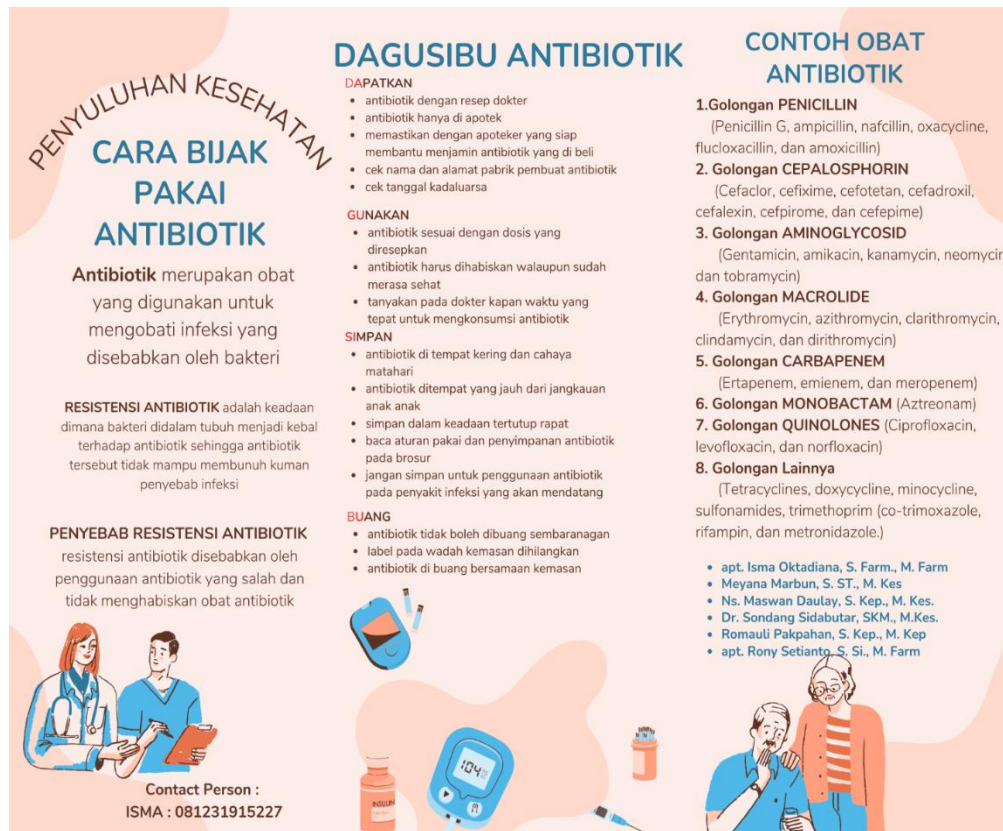 PENYULUHAN KESEHATAN
CARA BIJAK
PAKAI
ANTIBIOTIK
Antibiotik merupakan obat
yang digunakan untuk
mengobati infeksi yang
disebabkan oleh bakteri
RESISTENSI ANTIBIOTIK adalah keadaan
dimana bakteri didalam tubuh menjadi kebal
terhadap antibiotik sehingga antibiotik
tersebut tidak mampu membunuh kuman
penyebab infeksi
PENYEBAB RESISTENSI ANTIBIOTIK
resistensi antibiotik disebabkan oleh
penggunaan antibiotik yang salah dan
tidak menghabiskan obat antibiotik
Contact Person :
ISMA : 081231915227
DAGUSIBU ANTIBIOTIK
DAPATKAN
• antibiotik dengan resep dokter
• antibiotik hanya di apotek
• memastikan dengan apoteker yang siap
membantu menjamin antibiotik yang di beli
• cek nama dan alamat pabrik pembuat antibiotik
• cek tanggal kadaluarsa
GUNAKAN
• antibiotik sesuai dengan dosis yang
diresepkan
• antibiotik harus dihabiskan walaupun sudah
merasa sehat
• tanyakan pada dokter kapan waktu yang
tepat untuk mengkonsumsi antibiotik
SIMPAN
• antibiotik di tempat kering dan cahaya
matahari
• antibiotik ditempat yang jauh dari jangkauan
anak anak
• simpan dalam keadaan tertutup rapat
• baca aturan pakai dan penyimpanan antibiotik
pada brosur
• jangan simpan untuk penggunaan antibiotik
pada penyakit infeksi yang akan mendatang
BUANG
• antibiotik tidak boleh dibuang sembaranagan
• label pada wadah kemasan dihilangkan
• antibiotik di buang bersamaan kemasan
104
INSULIN
CONTOH OBAT
ANTIBIOTIK
1.Golongan PENICILLIN
(Penicillin G, ampicillin, nafcillin, oxacycline,
flucloxacillin, dan amoxicillin)
2. Golongan CEPALOSPHORIN
(Cefaclor, cefixime, cefotetan, cefadroxil,
cefalexin, cefpirome, dan cefepime)
3. Golongan AMINOGLYCOSID
(Gentamicin, amikacin, kanamycin, neomycin
dan tobramycin)
4. Golongan MACROLIDE
(Erythromycin, azithromycin, clarithromycin,
clindamycin, dan dirithromycin)
5. Golongan CARBAPENEM
(Ertapenem, emienem, dan meropenem)
6. Golongan MONOBACTAM (Aztreonam)
7. Golongan QUINOLONES (Ciprofloxacin,
levofloxacin, dan norfloxacin)
8. Golongan Lainnya
(Tetracyclines, doxycycline, minocycline,
sulfonamides, trimethoprim (co-trimoxazole,
rifampin, dan metronidazole.)
• apt. Isma Oktadiana, S. Farm., M. Farm
• Meyana Marbun, S. ST., M. Kes
• Ns. Maswan Daulay, S. Kep., M. Kes.
• Dr. Sondang Sidabutar, SKM., M.Kes.
• Romauli Pakpahan, S. Kep., M. Kep
• apt. Rony Setianto, S. Si., M. Farm